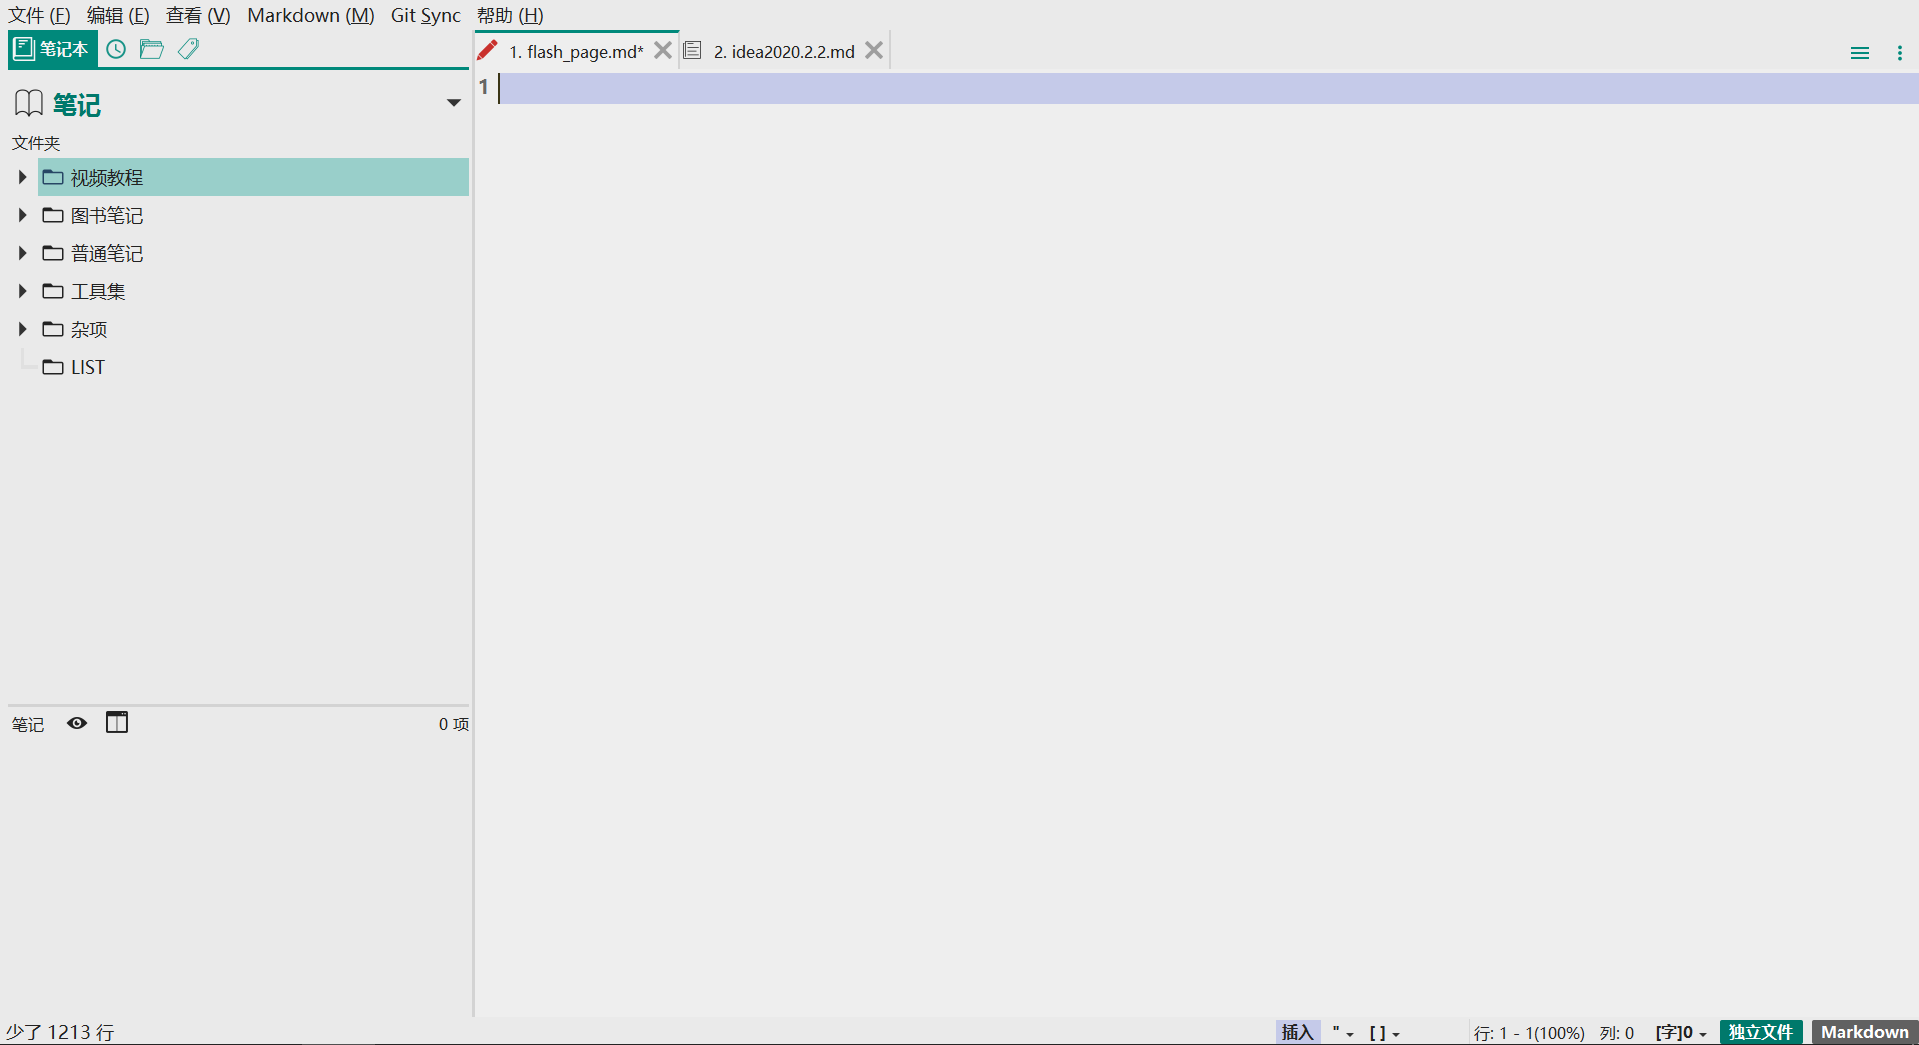 文件 (F) 编辑 (E) 查看 (V) Markdown (M) Git Sync 帮助 (H)
笔记本
1. flash_page.md* 2. idea2020.2.2.md
1
笔记
文件夹
视频教程
图书笔记
普通笔记
工具集
杂项
LIST
笔记 0 项
少了 1213 行 插入 " [ ] 行: 1 - 1(100%) 列: 0 [字]0 独立文件 Markdown